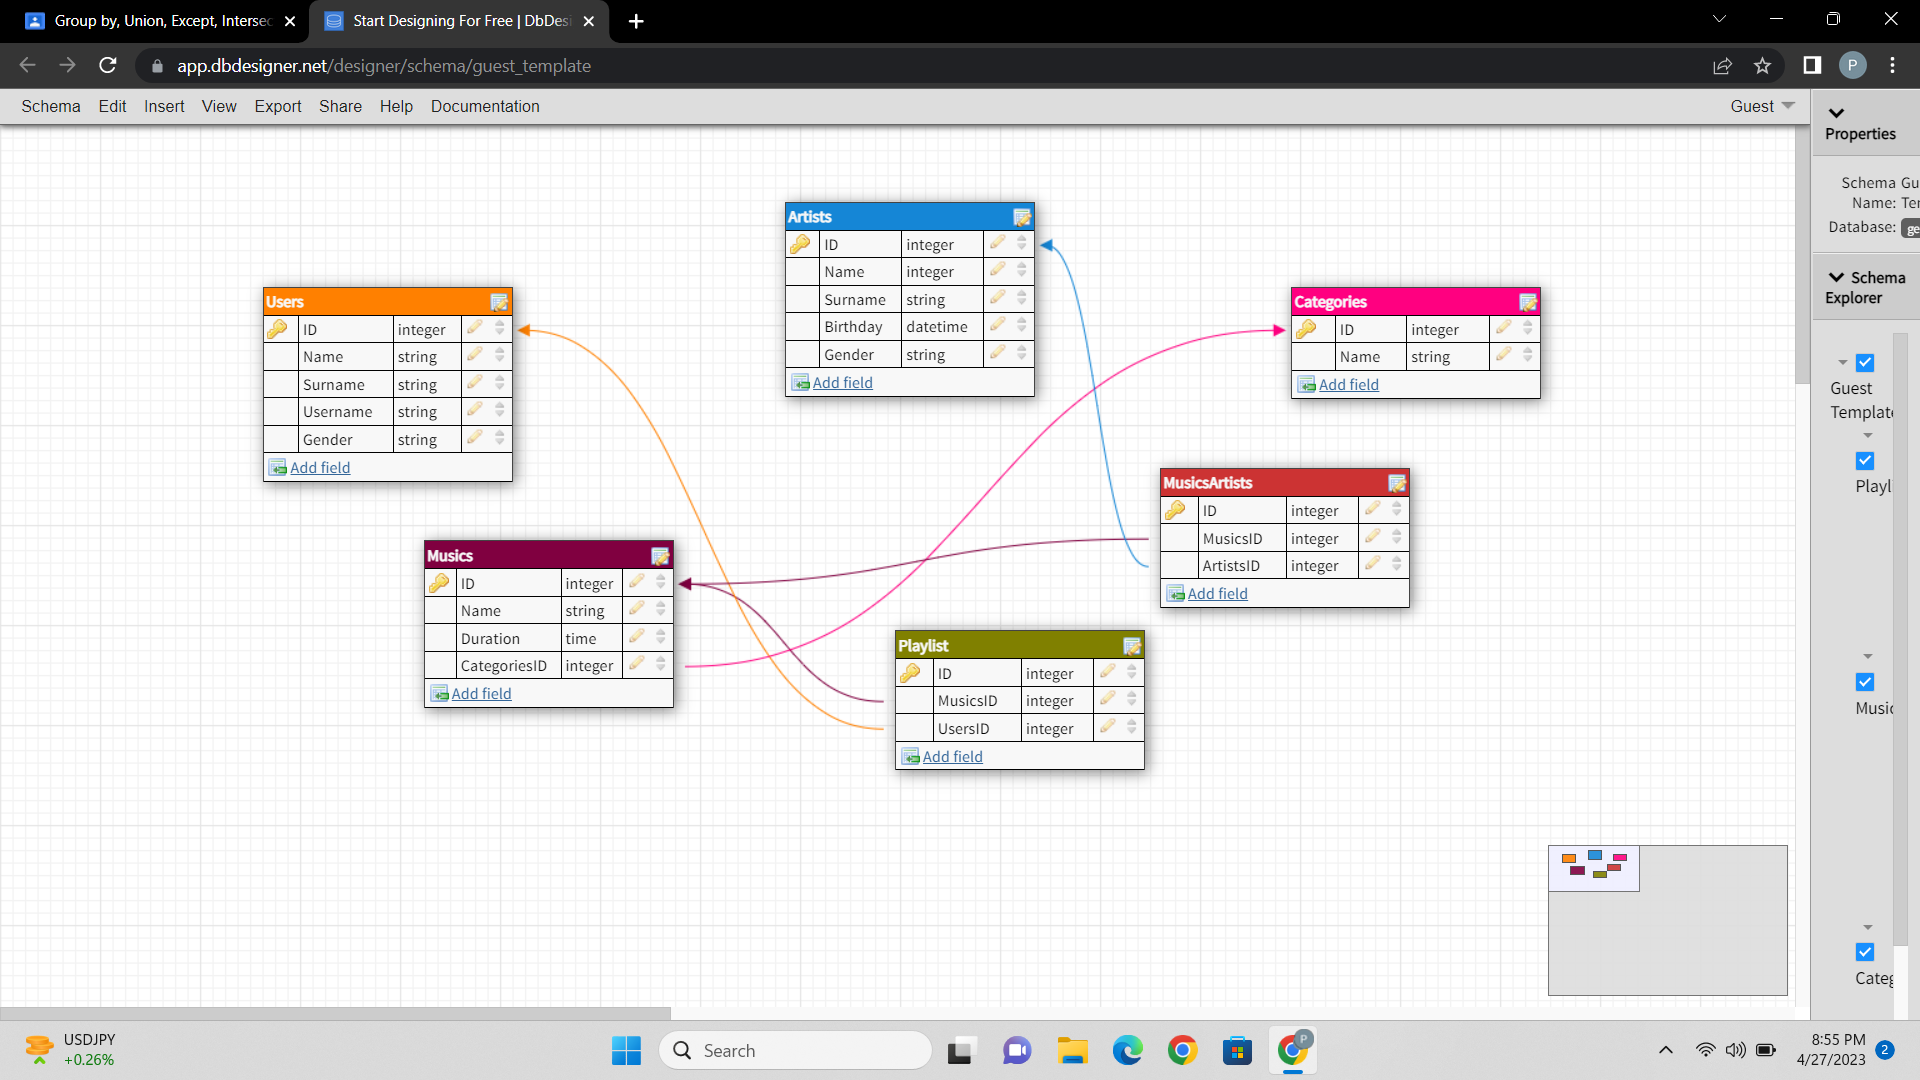 Group by, Union, Except, Intersec
Start Designing For Free | DbDesi
app.dbdesigner.net/designer/schema/guest_template
P
Schema Edit Insert View Export Share Help Documentation
Guest
Properties
Schema Gu
Name: Ter
Database: ge
Schema
Explorer
Guest
Template
Playl
Music
Categ
Artists
ID integer
Name integer
Surname string
Birthday datetime
Gender string
Add field
Users
ID integer
Name string
Surname string
Username string
Gender string
Add field
Categories
ID integer
Name string
Add field
MusicsArtists
ID integer
MusicsID integer
ArtistsID integer
Add field
Musics
ID integer
Name string
Duration time
CategoriesID integer
Add field
Playlist
ID integer
MusicsID integer
UsersID integer
Add field
USDJPY
+0.26%
Search
P
8:55 PM
4/27/2023
2